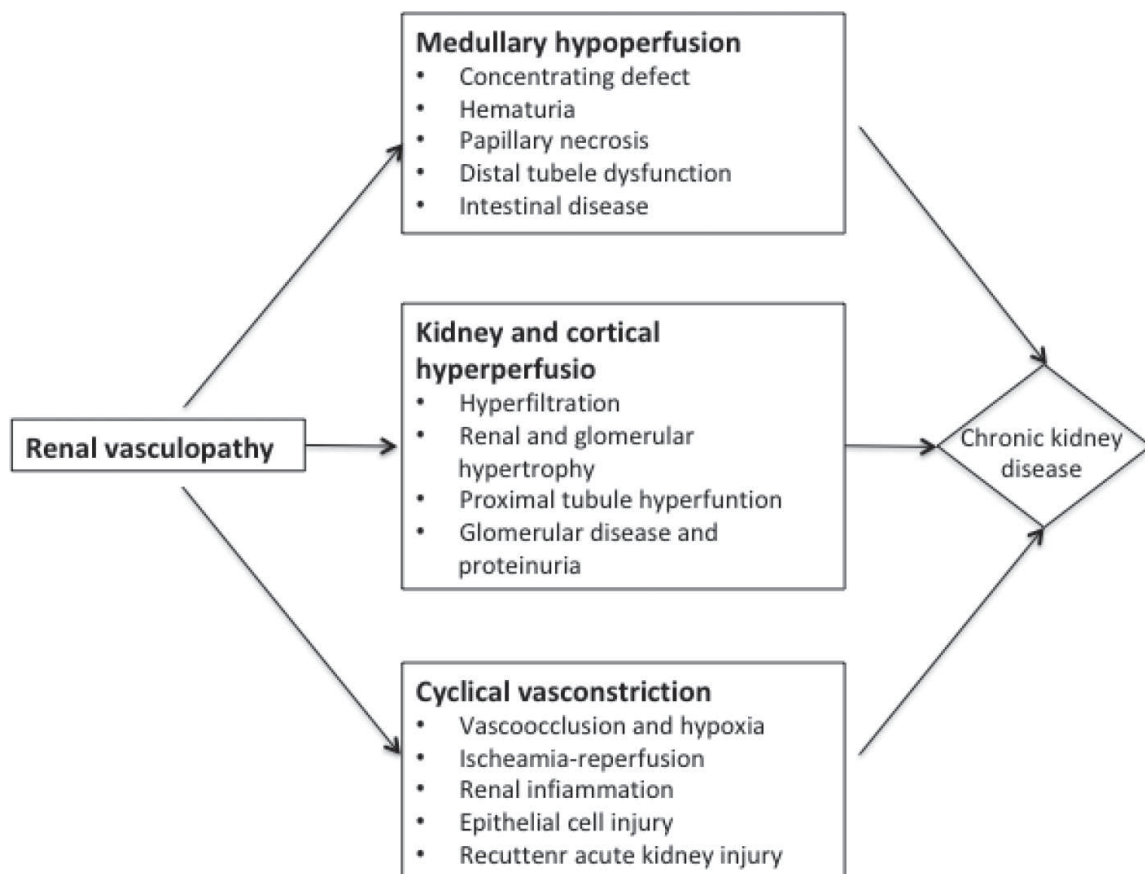 Medullary hypoperfusion
• Concentrating defect
• Hematuria
• Papillary necrosis
• Distal tubele dysfunction
• Intestinal disease
Kidney and cortical
hyperperfusio
• Hyperfiltration
• Renal and glomerular
hypertrophy
• Proximal tubule hyperfuntion
• Glomerular disease and
proteinuria
Renal vasculopathy
Chronic kidney
disease
Cyclical vasconstriction
• Vascoocclusion and hypoxia
• Ischeamia-reperfusion
• Renal infiammation
• Epithelial cell injury
• Recuttenr acute kidney injury